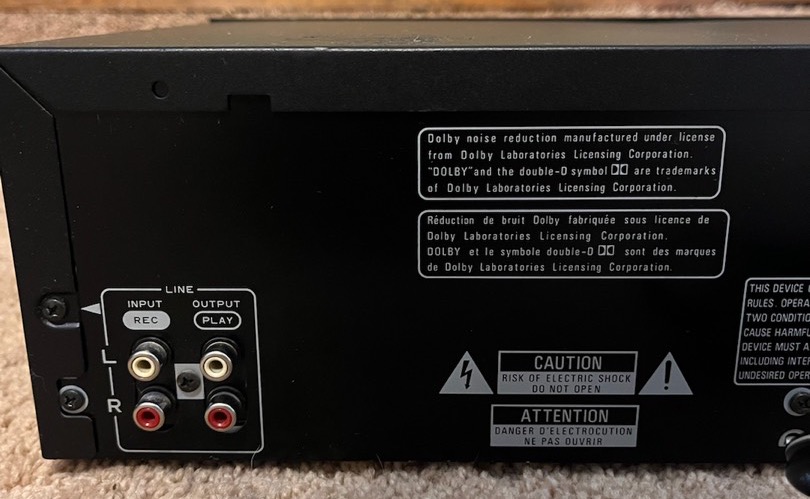 Dolby noise reduction manufactured under license
from Dolby Laboratories Licensing Corporation.
"DOLBY" and the double-D symbol are trademarks
of Dolby Laboratories Licensing Corporation.
Réduction de bruit Dolby fabriquée sous licence de
Dolby Laboratories Licensing Corporation.
DOLBY et le symbole double-D sont des marques
de Dolby Laboratories Licensing Corporation.
LINE
INPUT OUTPUT
REC PLAY
L
R
CAUTION
RISK OF ELECTRIC SHOCK
DO NOT OPEN
ATTENTION
DANGER D'ELECTROCUTION
NE PAS OUVRIR
THIS DEVICE
RULES. OPERA
TWO CONDITIO
CAUSE HARMFU
DEVICE MUST A
INCLUDING INTE
UNDESIRED OPER